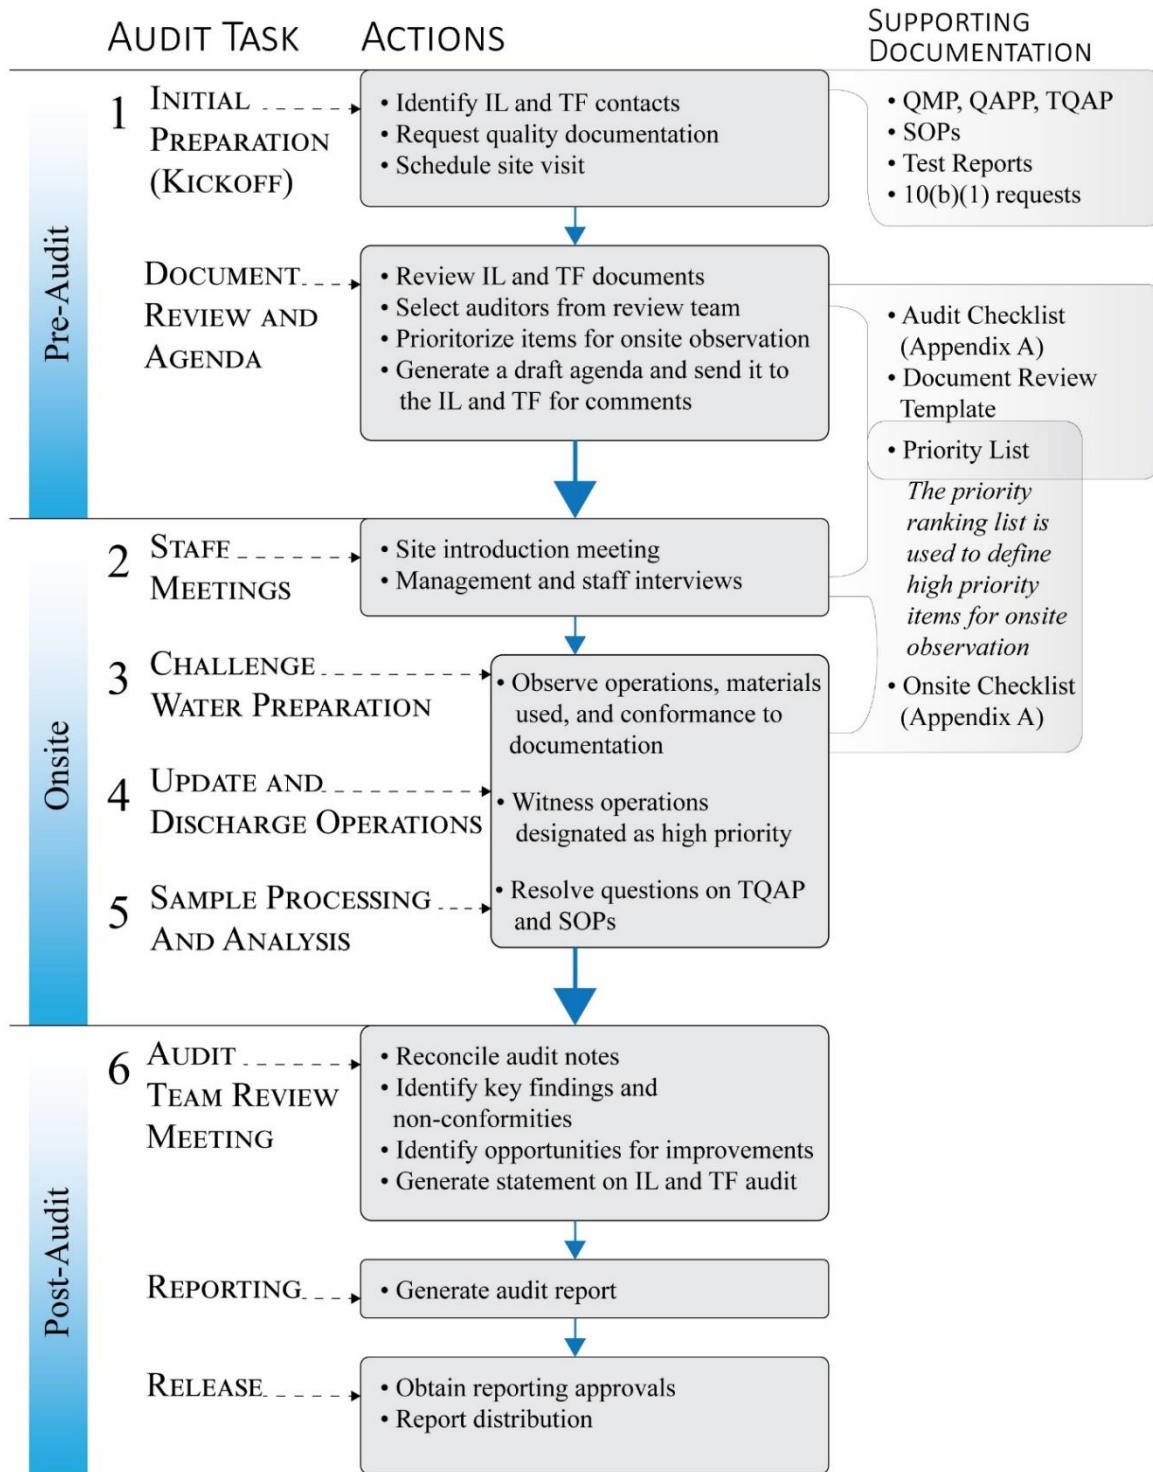 AUDIT TASK
ACTIONS
SUPPORTING
DOCUMENTATION
Pre-Audit
1 INITIAL
PREPARATION
(KICKOFF)
• Identify IL and TF contacts
• Request quality documentation
• Schedule site visit
• QMP, QAPP, TQAP
• SOPs
• Test Reports
• 10(b)(1) requests
DOCUMENT
REVIEW AND
AGENDA
• Review IL and TF documents
• Select auditors from review team
• Prioritorize items for onsite observation
• Generate a draft agenda and send it to
the IL and TF for comments
• Audit Checklist
(Appendix A)
• Document Review
Template
• Priority List
The priority
ranking list is
used to define
high priority
items for onsite
observation
• Onsite Checklist
(Appendix A)
Onsite
2 STAFF
MEETINGS
• Site introduction meeting
• Management and staff interviews
3 CHALLENGE
WATER PREPARATION
• Observe operations, materials
used, and conformance to
documentation
4 UPDATE AND
DISCHARGE OPERATIONS
• Witness operations
designated as high priority
5 SAMPLE PROCESSING
AND ANALYSIS
• Resolve questions on TQAP
and SOPs
Post-Audit
6 AUDIT
TEAM REVIEW
MEETING
• Reconcile audit notes
• Identify key findings and
non-conformities
• Identify opportunities for improvements
• Generate statement on IL and TF audit
REPORTING
• Generate audit report
RELEASE
• Obtain reporting approvals
• Report distribution